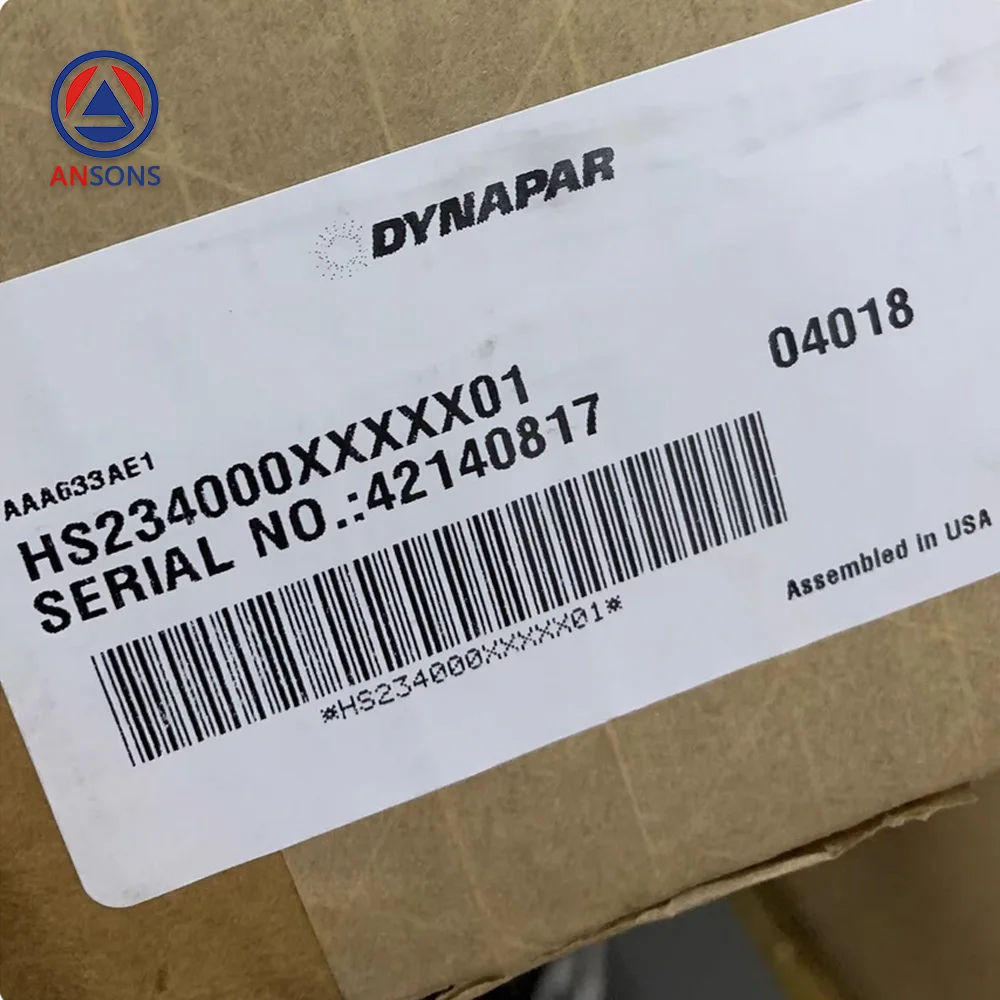 ANSONS
DYNAPAR
04018
AAA633AE1
HS234000XXXXX01
SERIAL NO.:42140817
*HS234000XXXXX01*
Assembled in USA